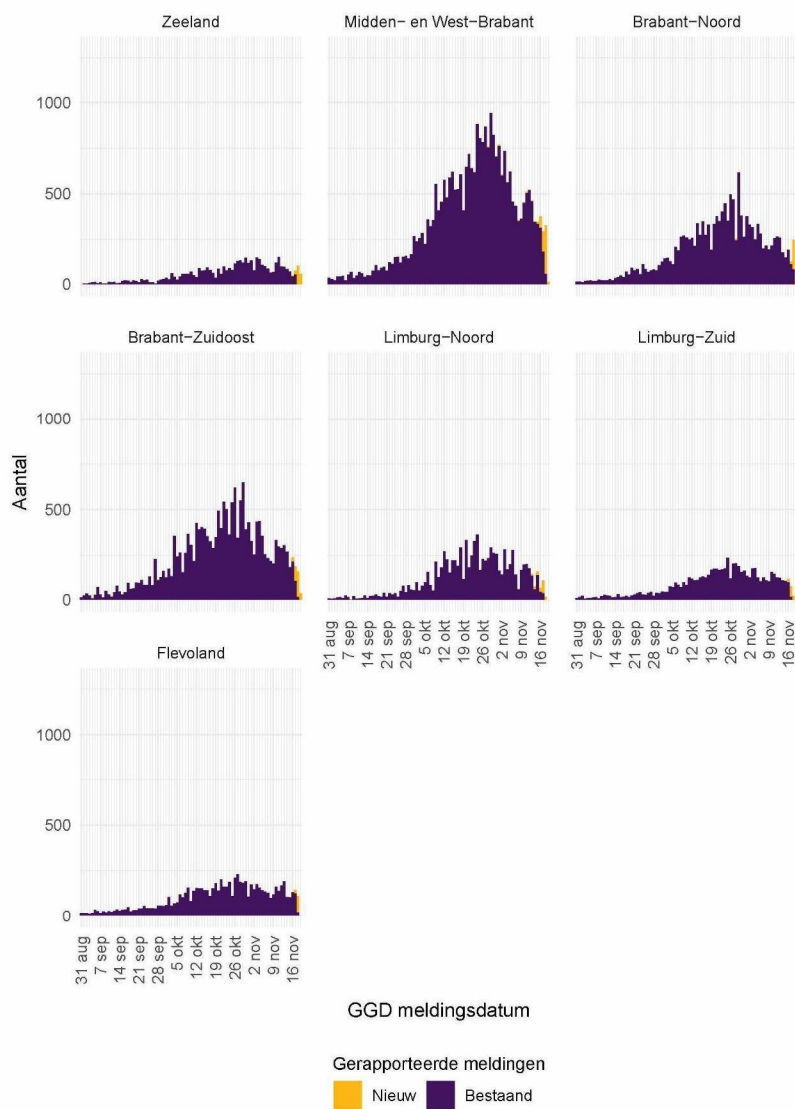 Zeeland
Midden− en West−Brabant
Brabant−Noord
1000
500
0
Brabant−Zuidoost
Limburg−Noord
Limburg−Zuid
1000
500
0
Aantal
31 aug
7 sep
14 sep
21 sep
28 sep
5 okt
12 okt
19 okt
26 okt
2 nov
9 nov
16 nov
31 aug
7 sep
14 sep
21 sep
28 sep
5 okt
12 okt
19 okt
26 okt
2 nov
9 nov
16 nov
Flevoland
1000
500
0
31 aug
7 sep
14 sep
21 sep
28 sep
5 okt
12 okt
19 okt
26 okt
2 nov
9 nov
16 nov
GGD meldingsdatum
Gerapporteerde meldingen
Nieuw
Bestaand